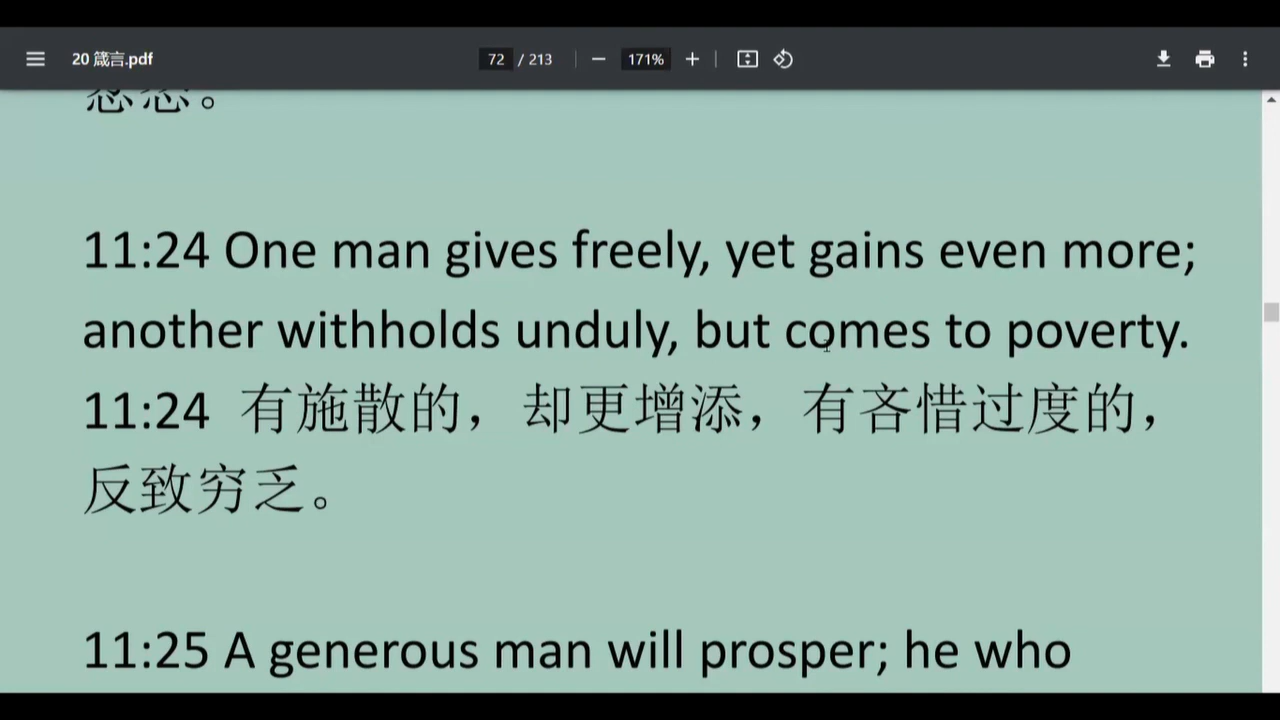 20 箴言.pdf
72 / 213
171%
11:24 One man gives freely, yet gains even more;
another withholds unduly, but comes to poverty.
11:24 有施散的，却更增添，有吝惜过度的，
反致穷乏。
11:25 A generous man will prosper; he who